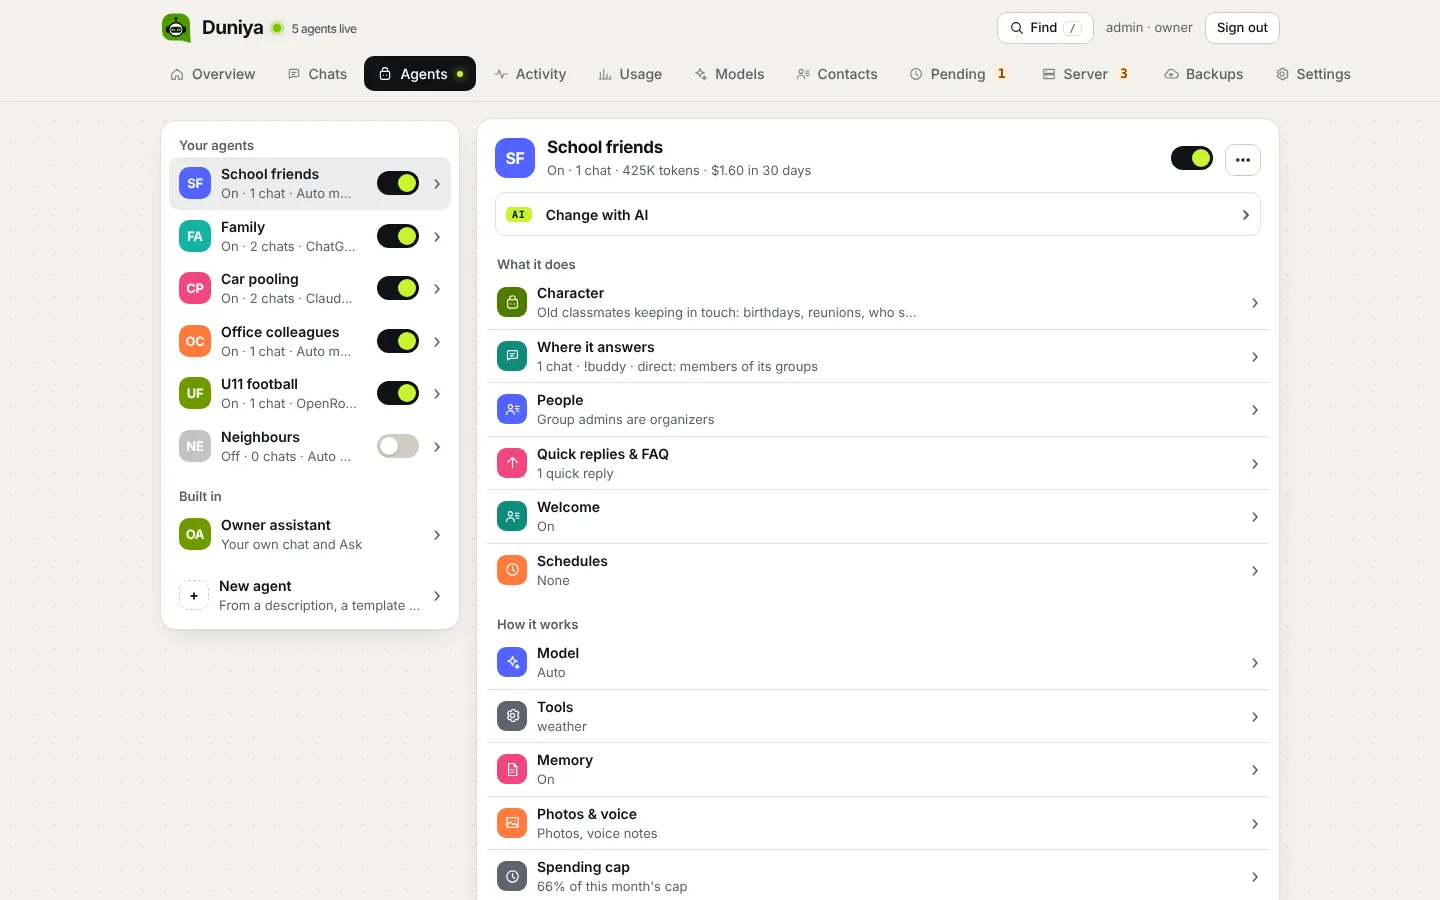 Duniya
5 agents live
Find /
admin · owner
Sign out
Overview
Chats
Agents
Activity
Usage
Models
Contacts
Pending 1
Server 3
Backups
Settings
Your agents
SF
School friends
On · 1 chat · Auto m...
FA
Family
On · 2 chats · ChatG...
CP
Car pooling
On · 2 chats · Claud...
OC
Office colleagues
On · 1 chat · Auto m...
UF
U11 football
On · 1 chat · OpenRo...
NE
Neighbours
Off · 0 chats · Auto ...
Built in
OA
Owner assistant
Your own chat and Ask
+
New agent
From a description, a template ...
SF
School friends
On · 1 chat · 425K tokens · $1.60 in 30 days
AI Change with AI
What it does
Character
Old classmates keeping in touch: birthdays, reunions, who s...
Where it answers
1 chat · !buddy · direct: members of its groups
People
Group admins are organizers
Quick replies & FAQ
1 quick reply
Welcome
On
Schedules
None
How it works
Model
Auto
Tools
weather
Memory
On
Photos & voice
Photos, voice notes
Spending cap
66% of this month's cap